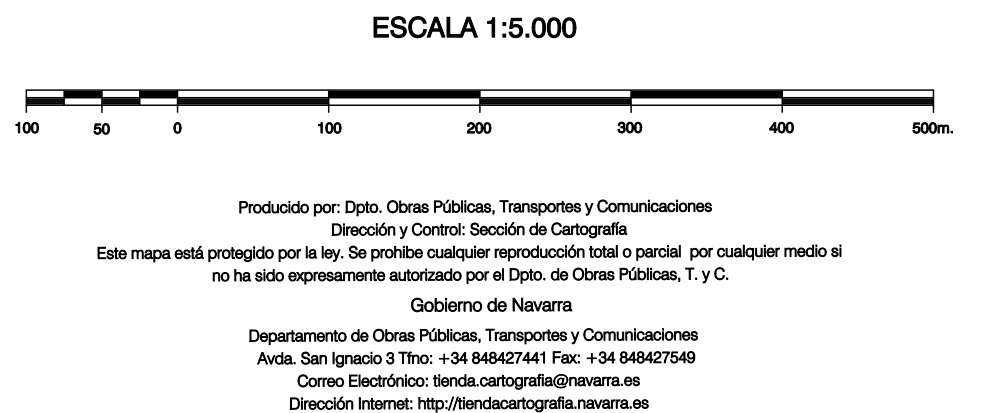 ESCALA 1:5.000
100 50 0 100 200 300 400 500m.
Producido por: Dpto. Obras Públicas, Transportes y Comunicaciones
Dirección y Control: Sección de Cartografía
Este mapa está protegido por la ley. Se prohibe cualquier reproducción total o parcial por cualquier medio si
no ha sido expresamente autorizado por el Dpto. de Obras Públicas, T. y C.
Gobierno de Navarra
Departamento de Obras Públicas, Transportes y Comunicaciones
Avda. San Ignacio 3 Tfno: +34 848427441 Fax: +34 848427549
Correo Electrónico: tienda.cartografia@navarra.es
Dirección Internet: http://tiendacartografia.navarra.es